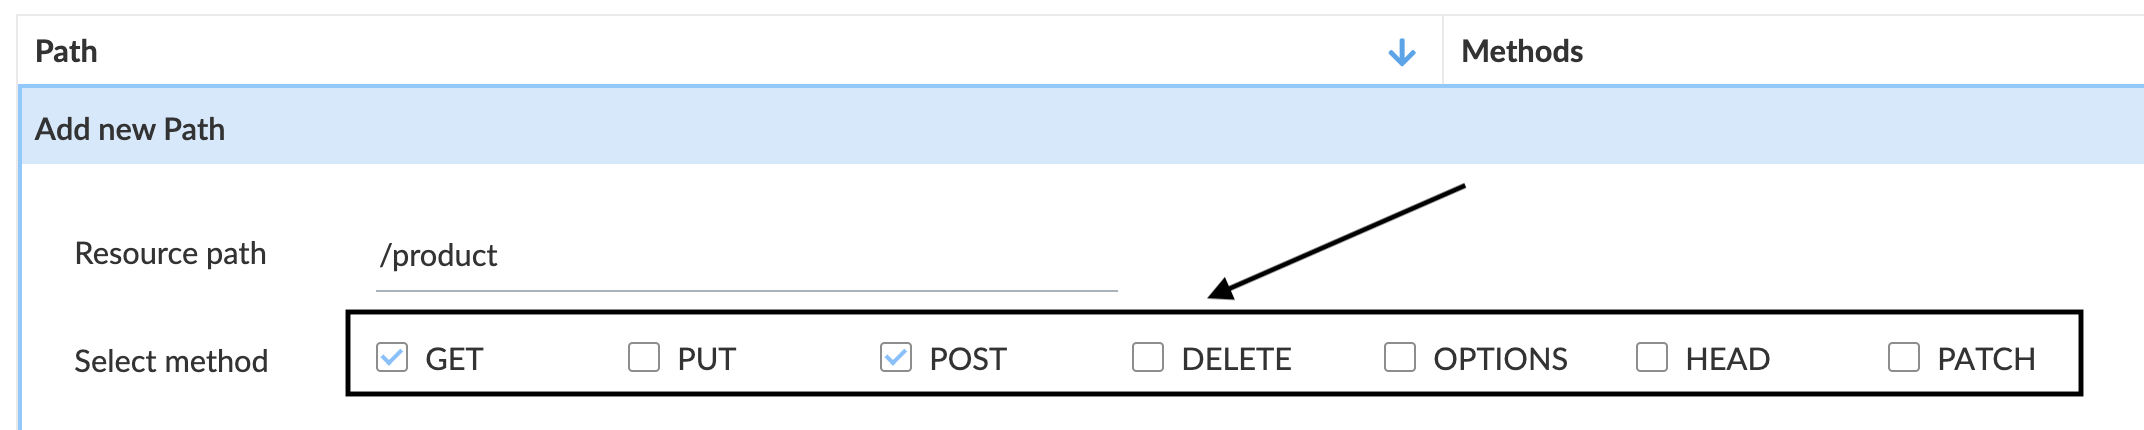 Path Methods
Add new Path
Resource path /product
Select method GET PUT POST DELETE OPTIONS HEAD PATCH